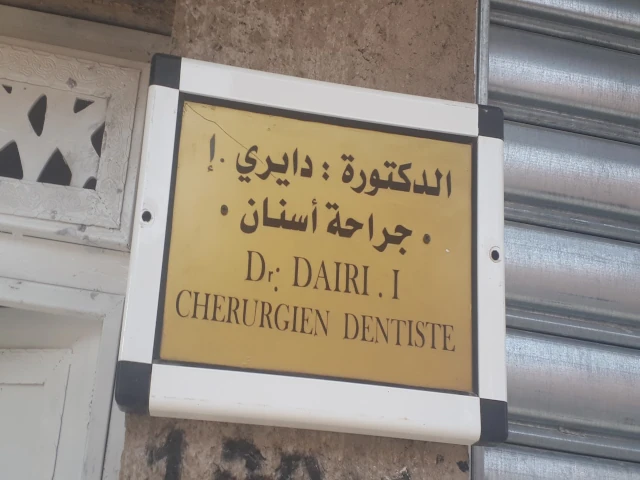 الدكتورة : دايري . إ
• جراحة أسنان •
Dr: DAIRI . I
CHERURGIEN DENTISTE